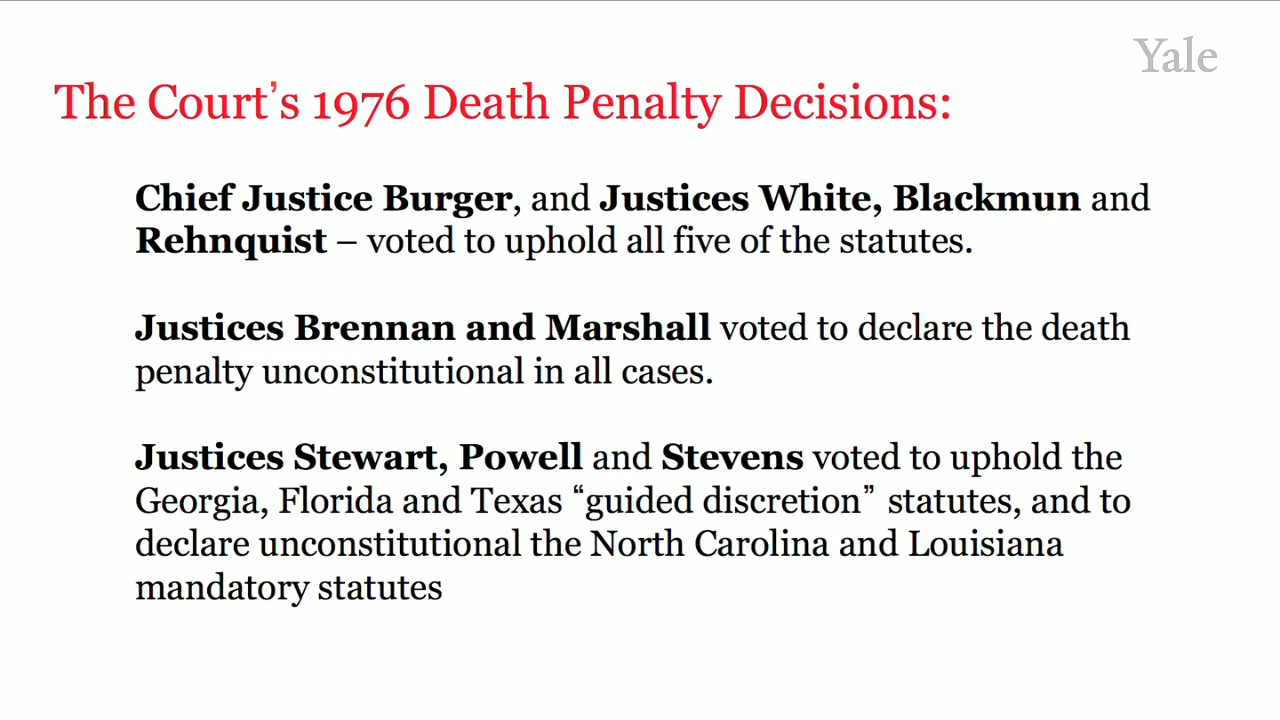 Yale
The Court’s 1976 Death Penalty Decisions:
Chief Justice Burger, and Justices White, Blackmun and
Rehnquist – voted to uphold all five of the statutes.
Justices Brennan and Marshall voted to declare the death
penalty unconstitutional in all cases.
Justices Stewart, Powell and Stevens voted to uphold the
Georgia, Florida and Texas “guided discretion” statutes, and to
declare unconstitutional the North Carolina and Louisiana
mandatory statutes